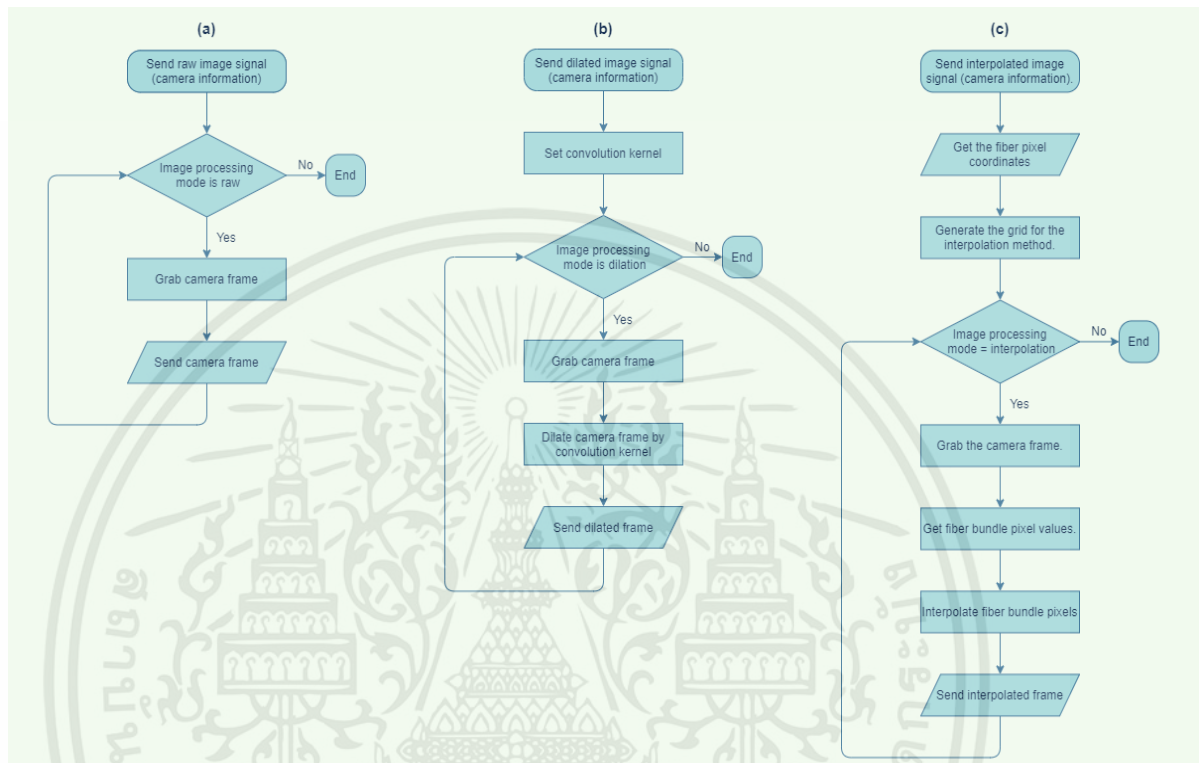 (a)
Send raw image signal
(camera information)
Image processing
mode is raw
No
End
Yes
Grab camera frame
Send camera frame
(b)
Send dilated image signal
(camera information)
Set convolution kernel
Image processing
mode is dilation
No
End
Yes
Grab camera frame
Dilate camera frame by
convolution kernel
Send dilated frame
(c)
Send interpolated image
signal (camera information).
Get the fiber pixel
coordinates
Generate the grid for the
interpolation method.
Image processing
mode = interpolation
No
End
Yes
Grab the camera frame.
Get fiber bundle pixel values.
Interpolate fiber bundle pixels
Send interpolated frame